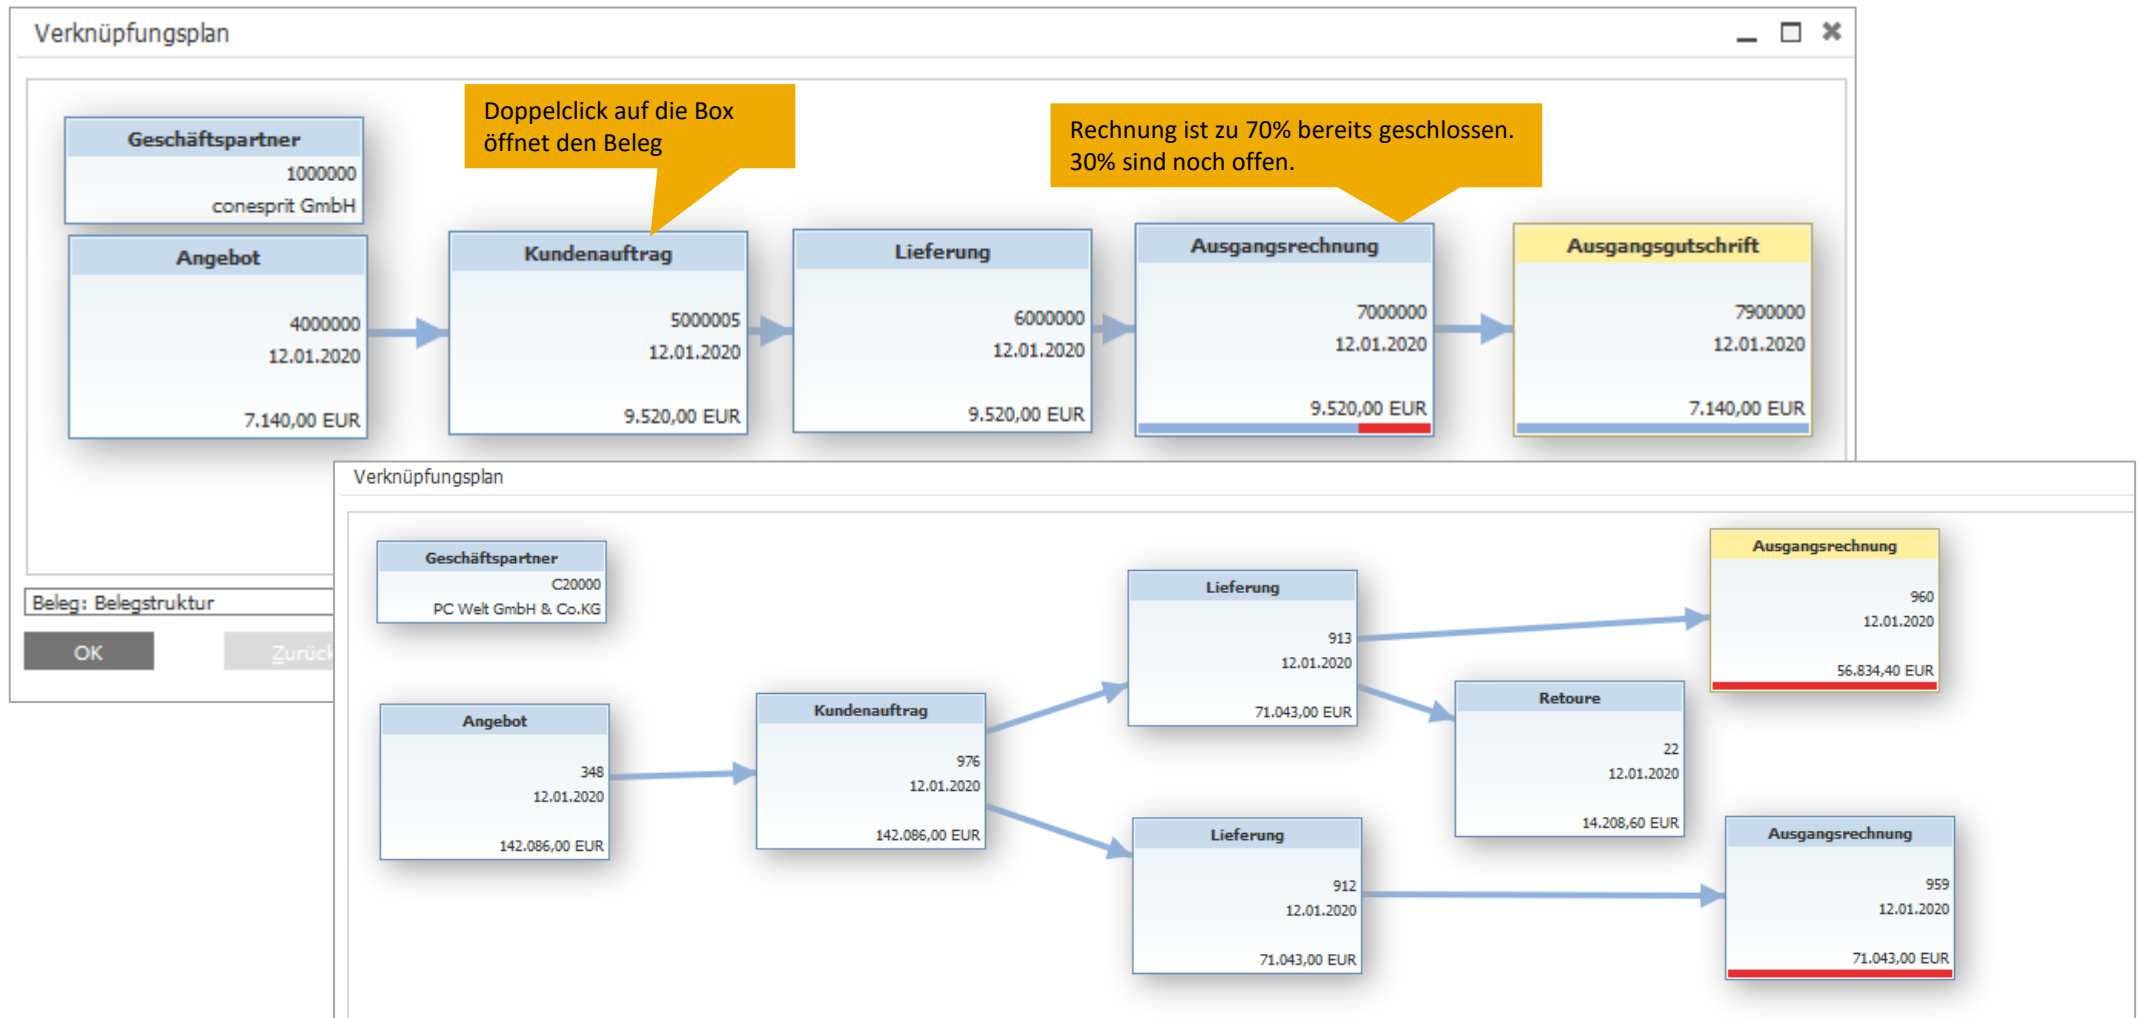 Verknüpfungsplan
Doppelclick auf die Box
öffnet den Beleg
Rechnung ist zu 70% bereits geschlossen.
30% sind noch offen.
Geschäftspartner
1000000
conesprit GmbH
Angebot
4000000
12.01.2020
7.140,00 EUR
Kundenauftrag
5000005
12.01.2020
9.520,00 EUR
Lieferung
6000000
12.01.2020
9.520,00 EUR
Ausgangsrechnung
7000000
12.01.2020
9.520,00 EUR
Ausgangsgutschrift
7900000
12.01.2020
7.140,00 EUR
Beleg: Belegstruktur
OK
Zurück
Verknüpfungsplan
Geschäftspartner
C20000
PC Welt GmbH & Co.KG
Angebot
348
12.01.2020
142.086,00 EUR
Kundenauftrag
976
12.01.2020
142.086,00 EUR
Lieferung
913
12.01.2020
71.043,00 EUR
Ausgangsrechnung
960
12.01.2020
56.834,40 EUR
Retoure
22
12.01.2020
14.208,60 EUR
Lieferung
912
12.01.2020
71.043,00 EUR
Ausgangsrechnung
959
12.01.2020
71.043,00 EUR